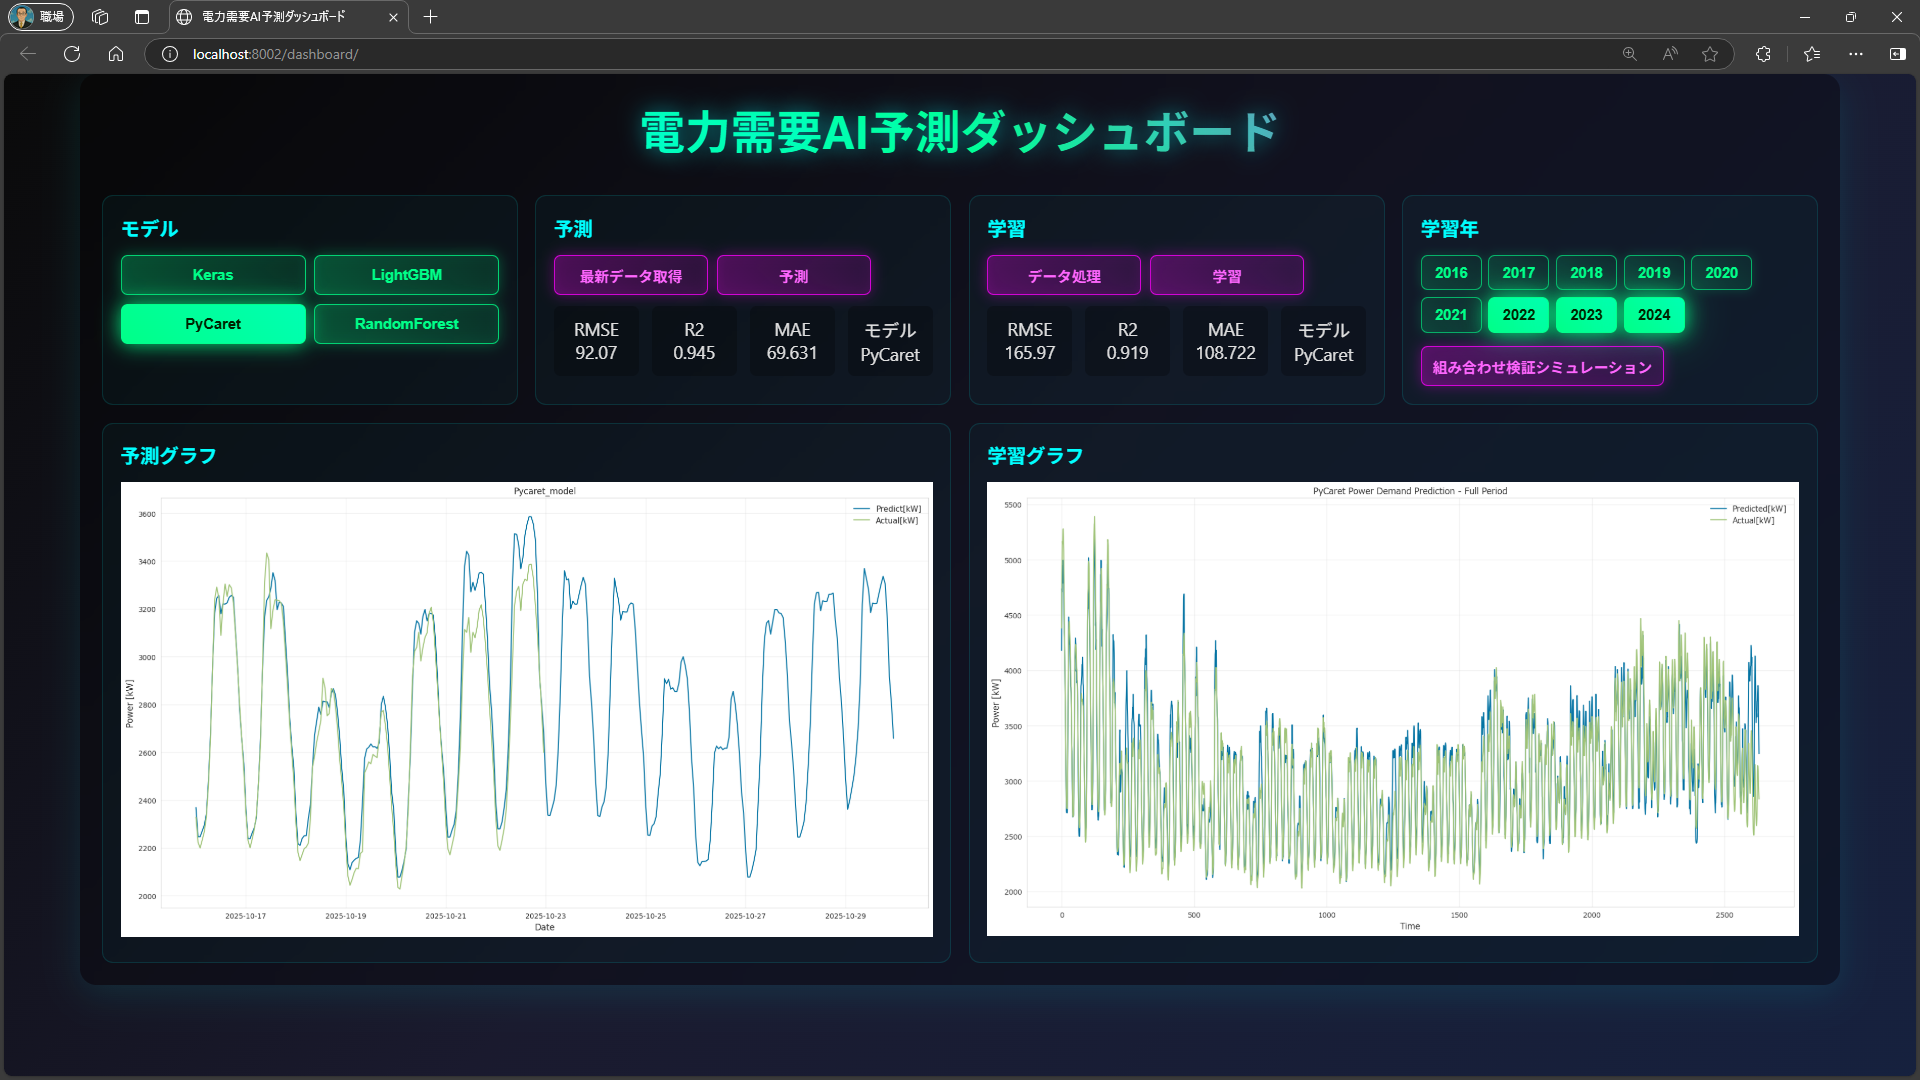 職場
電力需要AI予測ダッシュボード
localhost:8002/dashboard/
電力需要AI予測ダッシュボード
モデル
Keras
LightGBM
PyCaret
RandomForest
予測
最新データ取得
予測
RMSE
92.07
R2
0.945
MAE
69.631
モデル
PyCaret
学習
データ処理
学習
RMSE
165.97
R2
0.919
MAE
108.722
モデル
PyCaret
学習年
2016
2017
2018
2019
2020
2021
2022
2023
2024
組み合わせ検証シミュレーション
予測グラフ
Pycaret_model
Predict[kW]
Actual[kW]
3600
3400
3200
3000
2800
2600
2400
2200
2000
Power [kW]
2025-10-17
2025-10-19
2025-10-21
2025-10-23
2025-10-25
2025-10-27
2025-10-29
Date
学習グラフ
PyCaret Power Demand Prediction - Full Period
Predicted[kW]
Actual[kW]
5500
5000
4500
4000
3500
3000
2500
2000
Power [kW]
0
500
1000
1500
2000
2500
Time